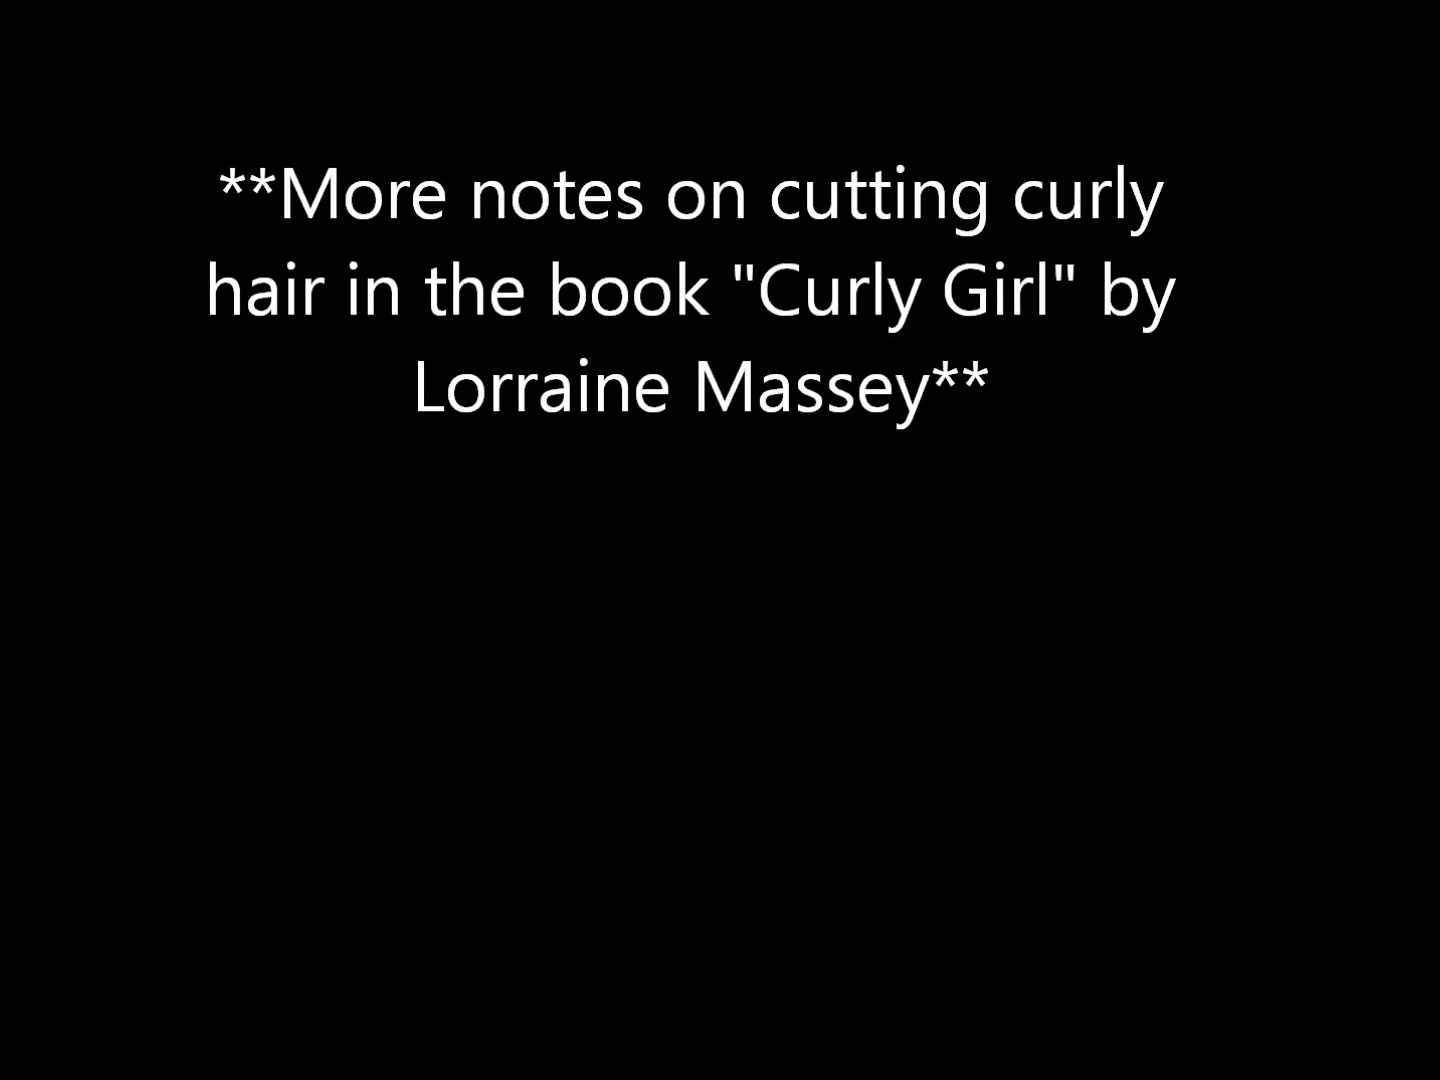 **More notes on cutting curly
hair in the book "Curly Girl" by
Lorraine Massey**